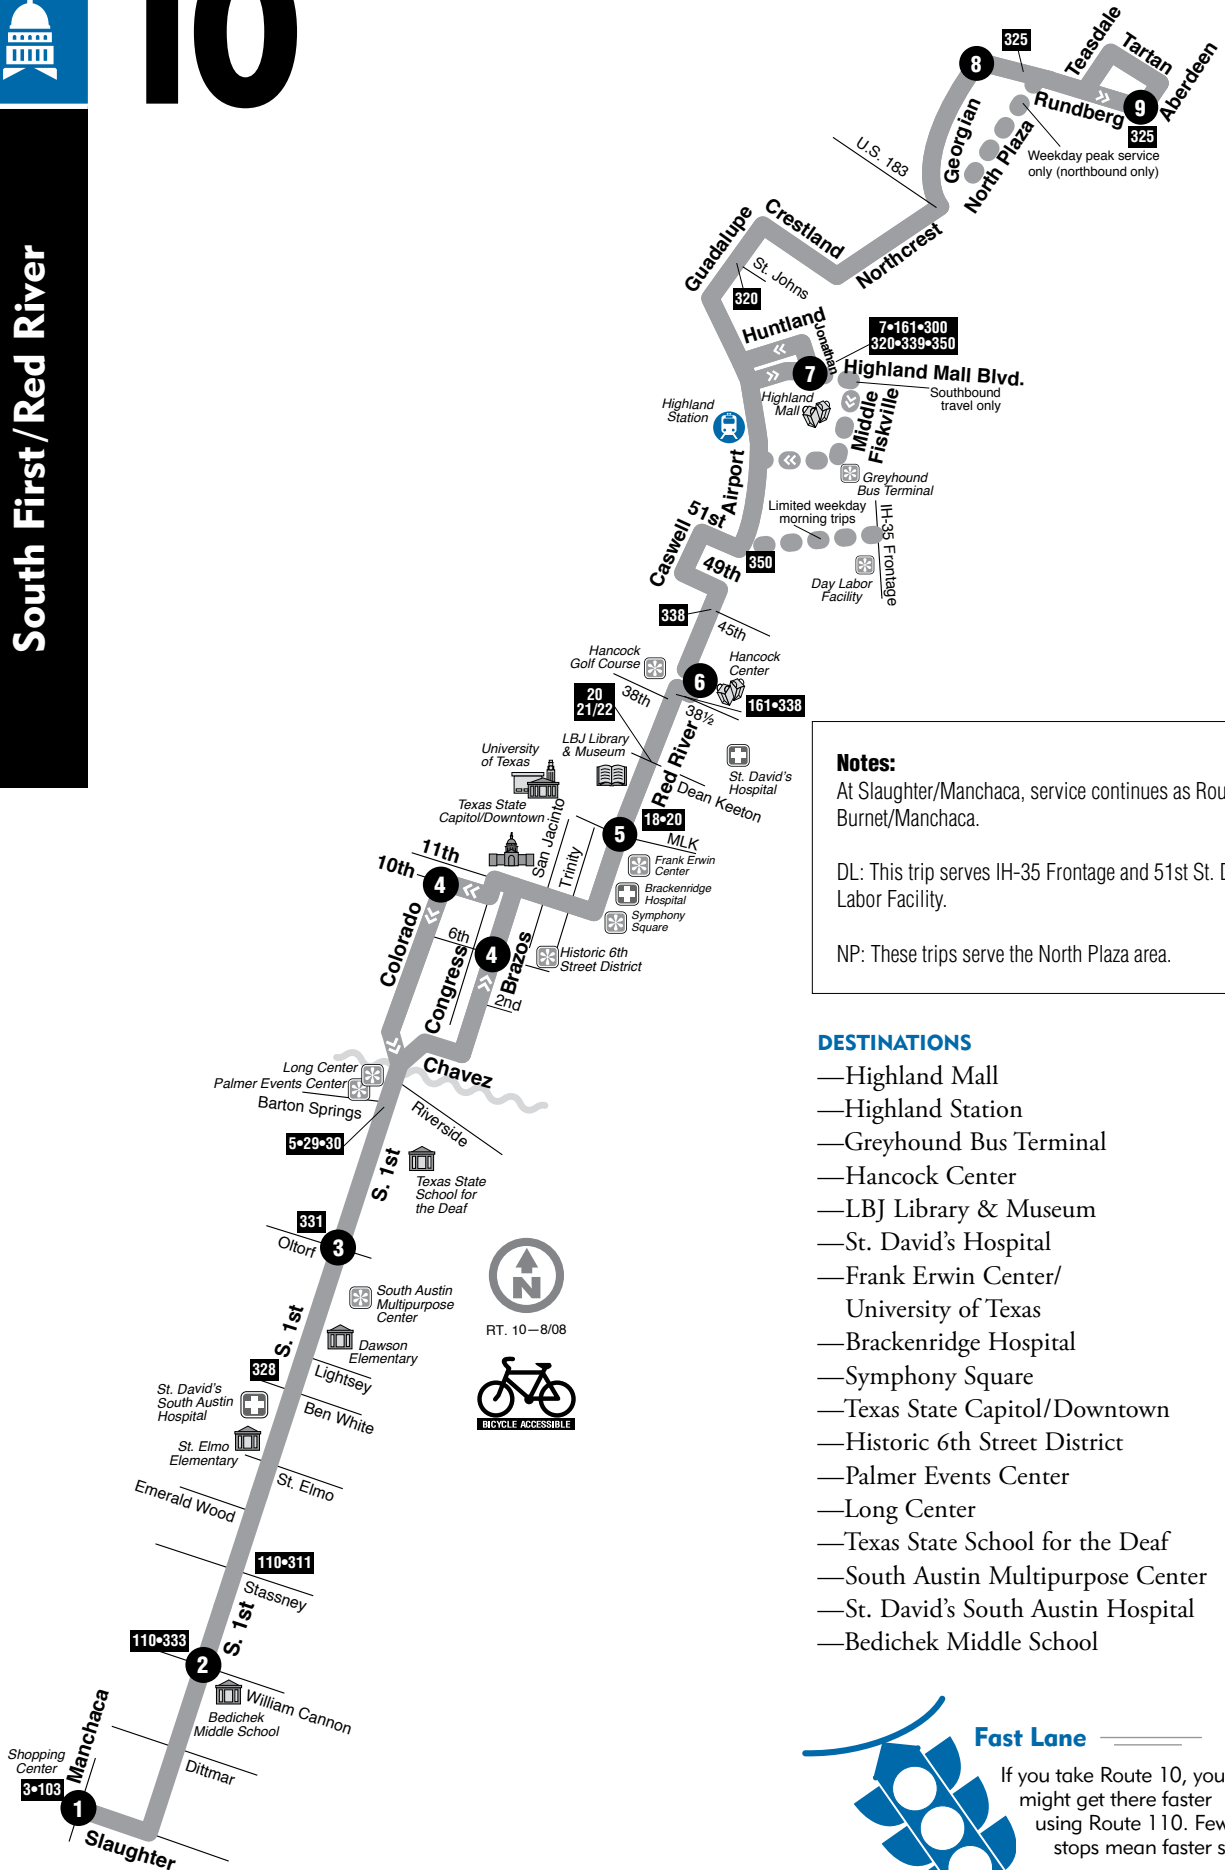 10
South First/Red River
8
325
Teasdale
Tartan
Aberdeen
Rundberg
9
325
Georgian
North Plaza
Weekday peak service
only (northbound only)
U.S. 183
Guadalupe
Crestland
Northcrest
St. Johns
320
Huntland
Jonathan
7•161•300
320•339•350
7
Highland Mall Blvd.
Southbound
travel only
Highland
Mall
Highland
Station
Middle
Fiskville
Airport
Greyhound
Bus Terminal
Limited weekday
morning trips
IH-35 Frontage
51st
Caswell
49th
350
Day Labor
Facility
338
45th
Hancock
Golf Course
Hancock
Center
6
38th
38½
161•338
20
21/22
LBJ Library
& Museum
University
of Texas
Red River
St. David's
Hospital
Dean Keeton
Texas State
Capitol/Downtown
San Jacinto
Trinity
5
18•20
MLK
Frank Erwin
Center
Brackenridge
Hospital
Symphony
Square
11th
10th
4
Colorado
6th
4
Congress
Brazos
2nd
Historic 6th
Street District
Chavez
Long Center
Palmer Events Center
Barton Springs
Riverside
5•29•30
S. 1st
Texas State
School for
the Deaf
331
Oltorf
3
N
RT. 10—8/08
BICYCLE ACCESSIBLE
South Austin
Multipurpose
Center
S. 1st
Dawson
Elementary
328
Lightsey
St. David's
South Austin
Hospital
Ben White
St. Elmo
Elementary
St. Elmo
Emerald Wood
110•311
Stassney
S. 1st
110•333
2
William Cannon
Bedichek
Middle School
Manchaca
Dittmar
Shopping
Center
3•103
1
Slaughter
Notes:
At Slaughter/Manchaca, service continues as
Burnet/Manchaca.
DL: This trip serves IH-35 Frontage and 51st St.
Labor Facility.
NP: These trips serve the North Plaza area.
DESTINATIONS
—Highland Mall
—Highland Station
—Greyhound Bus Terminal
—Hancock Center
—LBJ Library & Museum
—St. David's Hospital
—Frank Erwin Center/
University of Texas
—Brackenridge Hospital
—Symphony Square
—Texas State Capitol/Downtown
—Historic 6th Street District
—Palmer Events Center
—Long Center
—Texas State School for the Deaf
—South Austin Multipurpose Center
—St. David's South Austin Hospital
—Bedichek Middle School
Fast Lane
If you take Route 10, you
might get there faster
using Route 110.
stops mean faster